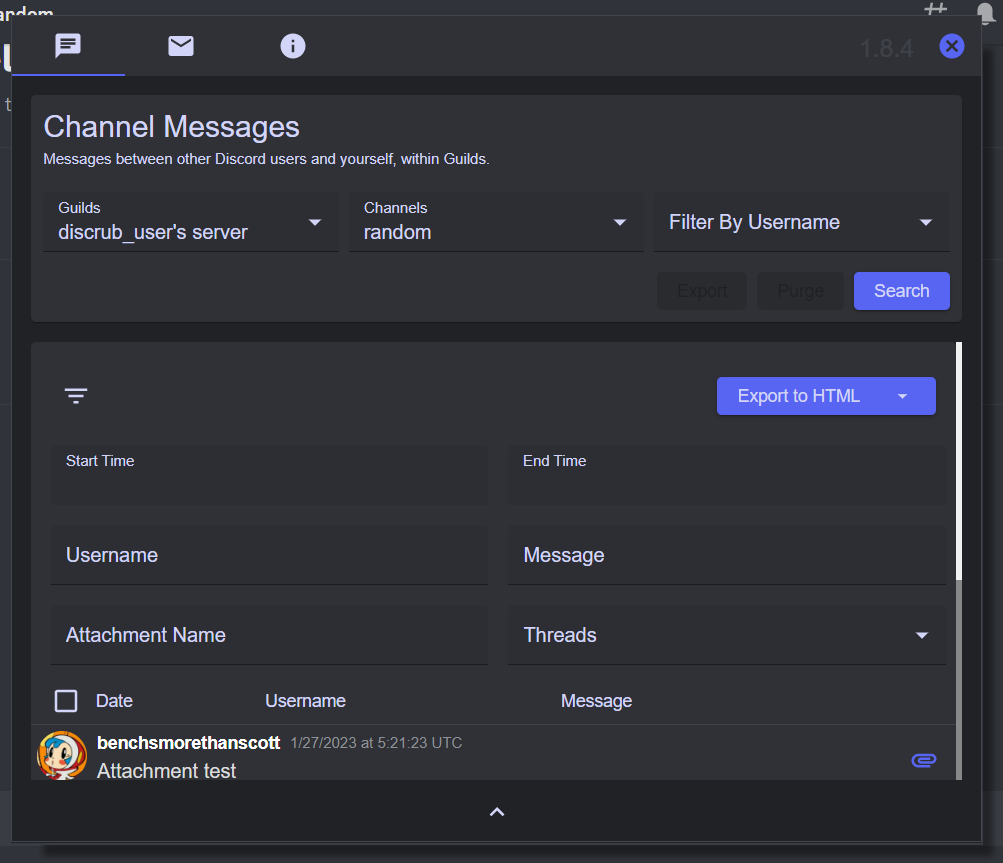 andom
1.8.4
Channel Messages
Messages between other Discord users and yourself, within Guilds.
Guilds
discrub_user's server
Channels
random
Filter By Username
Export
Purge
Search
Export to HTML
Start Time
End Time
Username
Message
Attachment Name
Threads
Date
Username
Message
benchsmorethanscott 1/27/2023 at 5:21:23 UTC
Attachment test